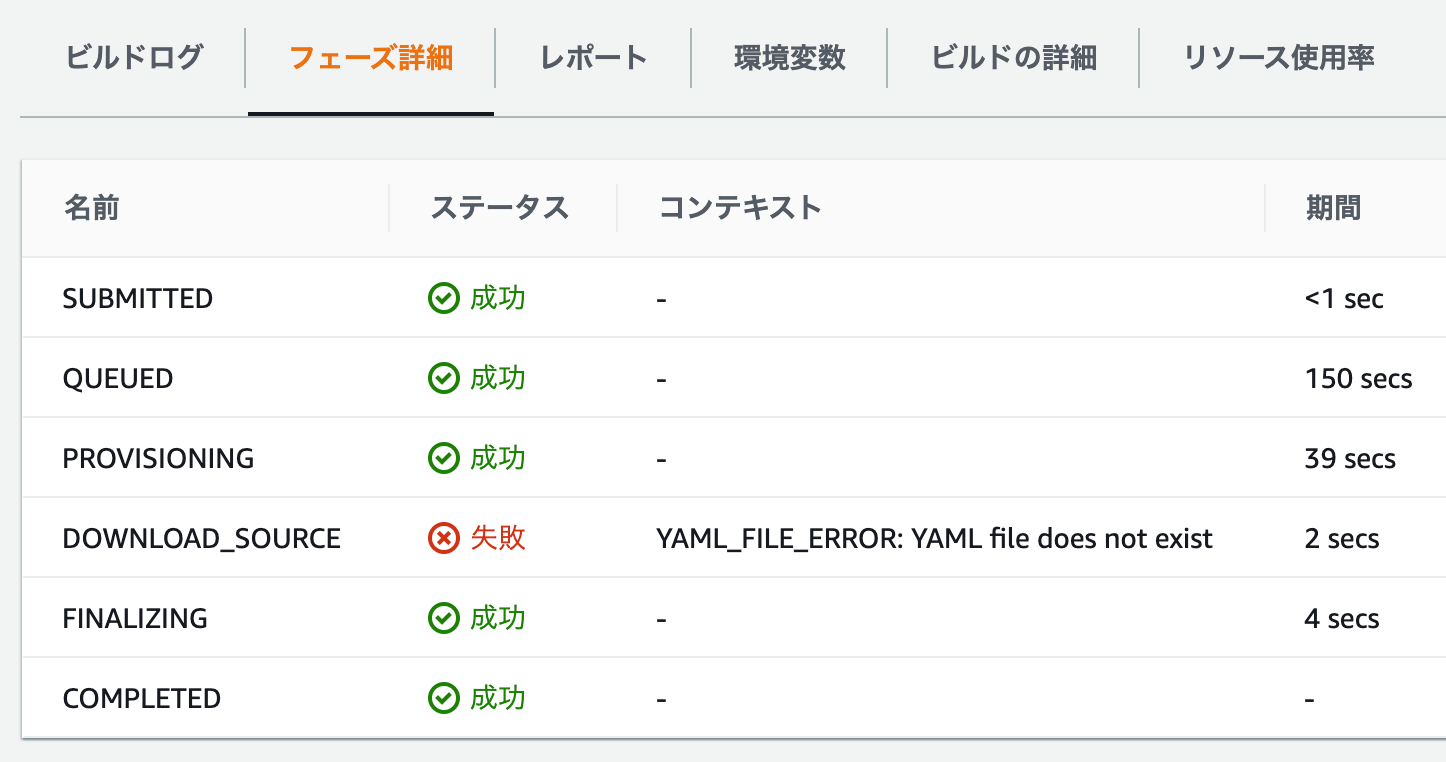 ビルドログ フェーズ詳細 レポート 環境変数 ビルドの詳細 リソース使用率
名前 ステータス コンテキスト 期間
SUBMITTED 成功 - <1 sec
QUEUED 成功 - 150 secs
PROVISIONING 成功 - 39 secs
DOWNLOAD_SOURCE 失敗 YAML_FILE_ERROR: YAML file does not exist 2 secs
FINALIZING 成功 - 4 secs
COMPLETED 成功 - -